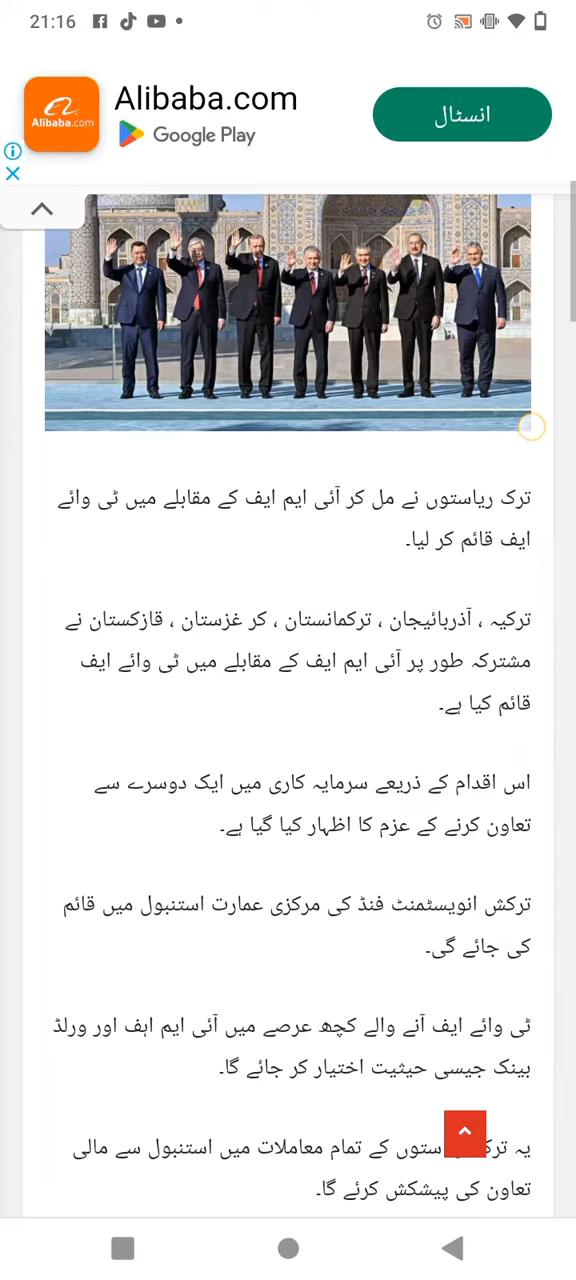 21:16
Alibaba.com
Alibaba.com
Google Play
انسٹال
ترک ریاستوں نے مل کر آئی ایم ایف کے مقابلے میں ٹی وائے
ایف قائم کر لیا۔
ترکیہ ، آذربائیجان ، ترکمانستان ، کر غزستان ، قازکستان نے
مشترکہ طور پر آئی ایم ایف کے مقابلے میں ٹی وائے ایف
قائم کیا ہے۔
اس اقدام کے ذریعے سرمایہ کاری میں ایک دوسرے سے
تعاون کرنے کے عزم کا اظہار کیا گیا ہے۔
ترکش انویسٹمنٹ فنڈ کی مرکزی عمارت استنبول میں قائم
کی جائے گی۔
ٹی وائے ایف آنے والے کچھ عرصے میں آئی ایم اہف اور ورلڈ
بینک جیسی حیثیت اختیار کر جائے گا۔
یہ کے تمام معاملات میں استنبول سے مالی
تعاون کی پیشکش کرئے گا۔